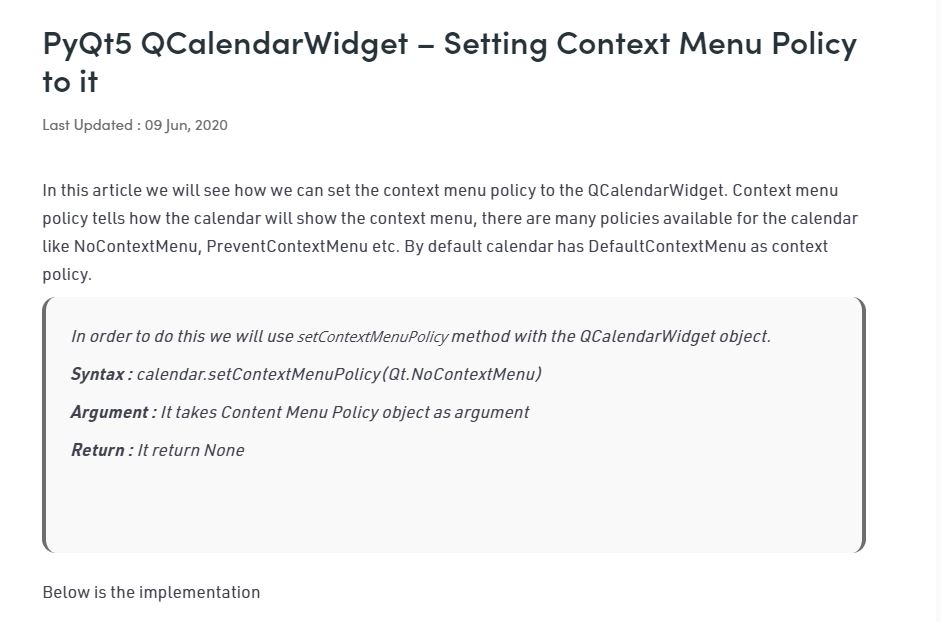 PyQt5 QCalendarWidget – Setting Context Menu Policy
to it
Last Updated : 09 Jun, 2020
In this article we will see how we can set the context menu policy to the QCalendarWidget. Context menu
policy tells how the calendar will show the context menu, there are many policies available for the calendar
like NoContextMenu, PreventContextMenu etc. By default calendar has DefaultContextMenu as context
policy.
In order to do this we will use setContextMenuPolicy method with the QCalendarWidget object.
Syntax : calendar.setContextMenuPolicy(Qt.NoContextMenu)
Argument : It takes Content Menu Policy object as argument
Return : It return None
Below is the implementation